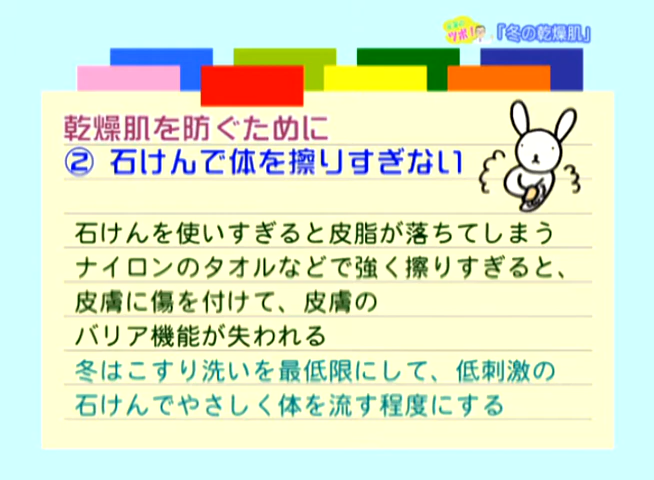 ツボ！「冬の乾燥肌」
乾燥肌を防ぐために
② 石けんで体を擦りすぎない
石けんを使いすぎると皮脂が落ちてしまう
ナイロンのタオルなどで強く擦りすぎると、
皮膚に傷を付けて、皮膚の
バリア機能が失われる
冬はこすり洗いを最低限にして、低刺激の
石けんでやさしく体を流す程度にする